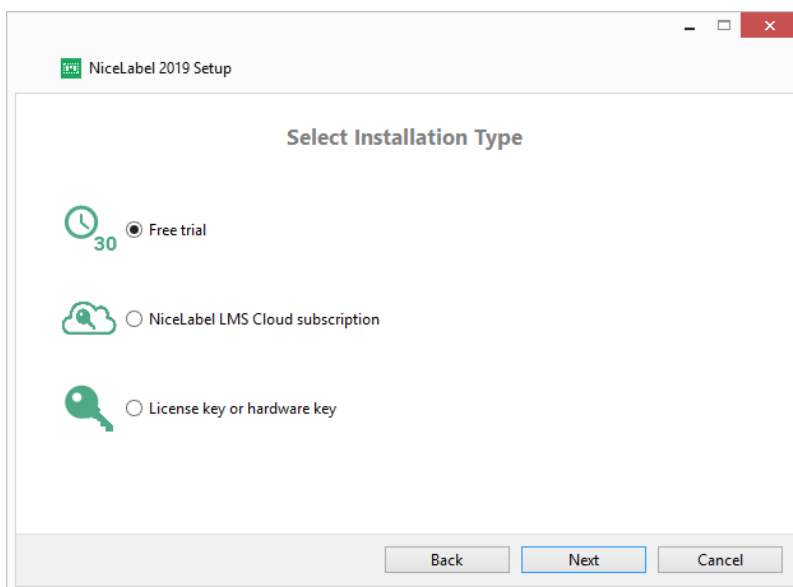 NiceLabel 2019 Setup
Select Installation Type
30
Free trial
NiceLabel LMS Cloud subscription
License key or hardware key
Back
Next
Cancel